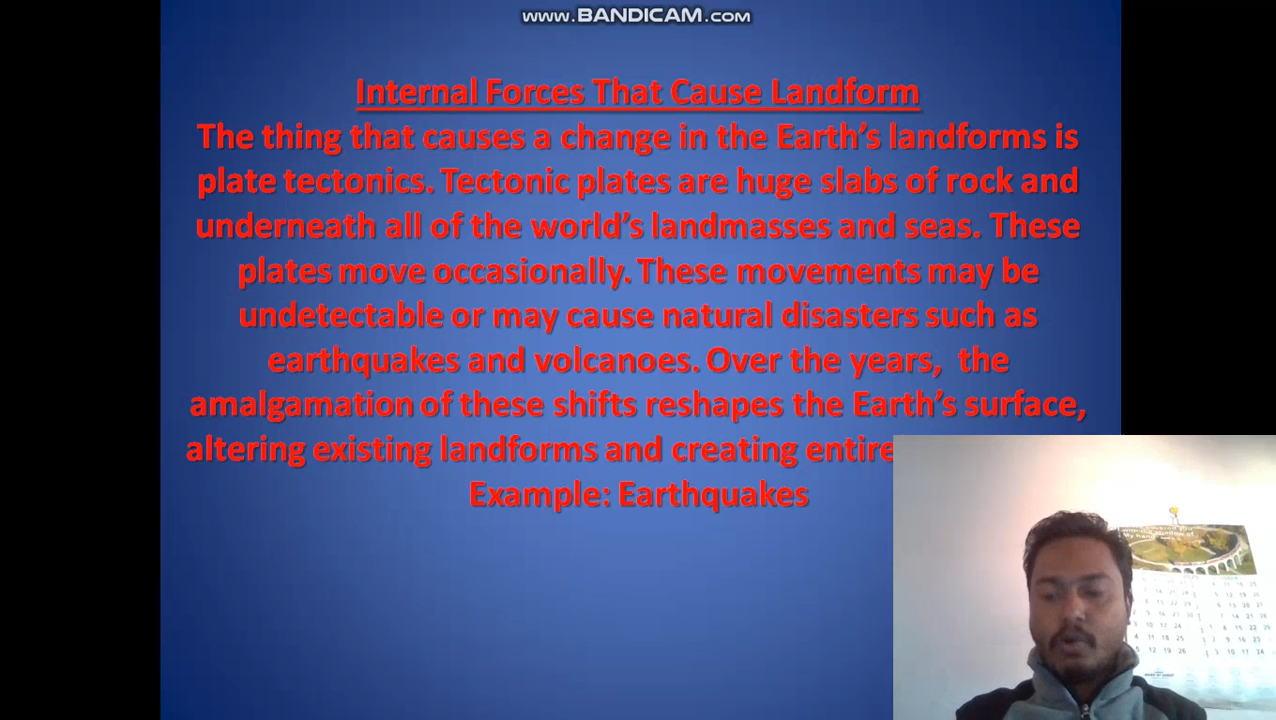 www.BANDICAM.com
Internal Forces That Cause Landform
The thing that causes a change in the Earth's landforms is
plate tectonics. Tectonic plates are huge slabs of rock and
underneath all of the world's landmasses and seas. These
plates move occasionally. These movements may be
undetectable or may cause natural disasters such as
earthquakes and volcanoes. Over the years,  the
amalgamation of these shifts reshapes the Earth's surface,
altering existing landforms and creating entire
Example: Earthquakes